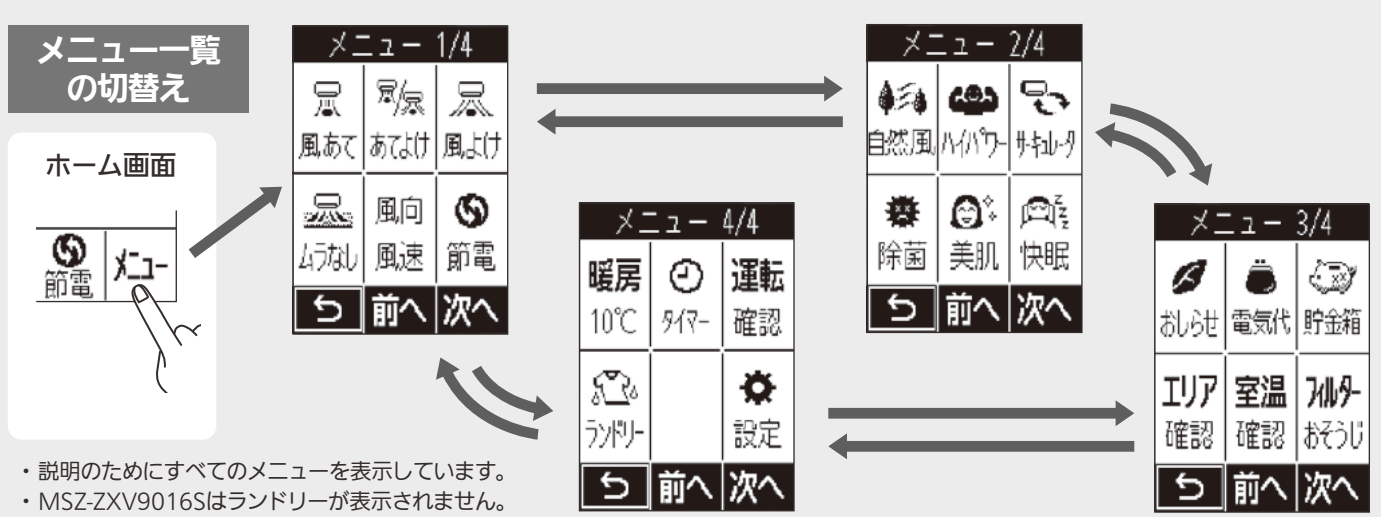 メニュー一覧
の切替え
ホーム画面
節電 メニュー
メニュー 1/4
風あて あてよけ 風よけ
ムラなし 風向 風速 節電
前へ 次へ
メニュー 2/4
自然風 ハイパワー サーキュレータ
除菌 美肌 快眠
前へ 次へ
メニュー 4/4
暖房 10℃ タイマー 運転 確認
ランドリー 設定
前へ 次へ
メニュー 3/4
おしらせ 電気代 貯金箱
エリア 確認 室温 確認 フィルター おそうじ
前へ 次へ
・説明のためにすべてのメニューを表示しています。
・MSZ-ZXV9016Sはランドリーが表示されません。